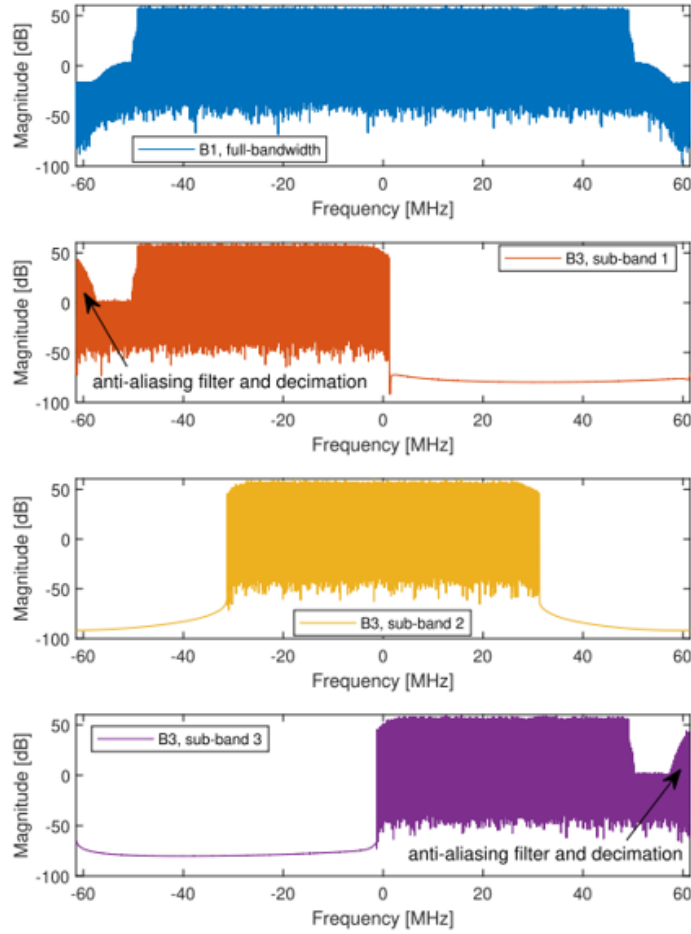 Magnitude [dB]
50
0
-50
-100
B1, full-bandwidth
-60 -40 -20 0 20 40 60
Frequency [MHz]
Magnitude [dB]
50
0
-50
-100
B3, sub-band 1
anti-aliasing filter and decimation
-60 -40 -20 0 20 40 60
Frequency [MHz]
Magnitude [dB]
50
0
-50
-100
B3, sub-band 2
-60 -40 -20 0 20 40 60
Frequency [MHz]
Magnitude [dB]
50
0
-50
-100
B3, sub-band 3
anti-aliasing filter and decimation
-60 -40 -20 0 20 40 60
Frequency [MHz]